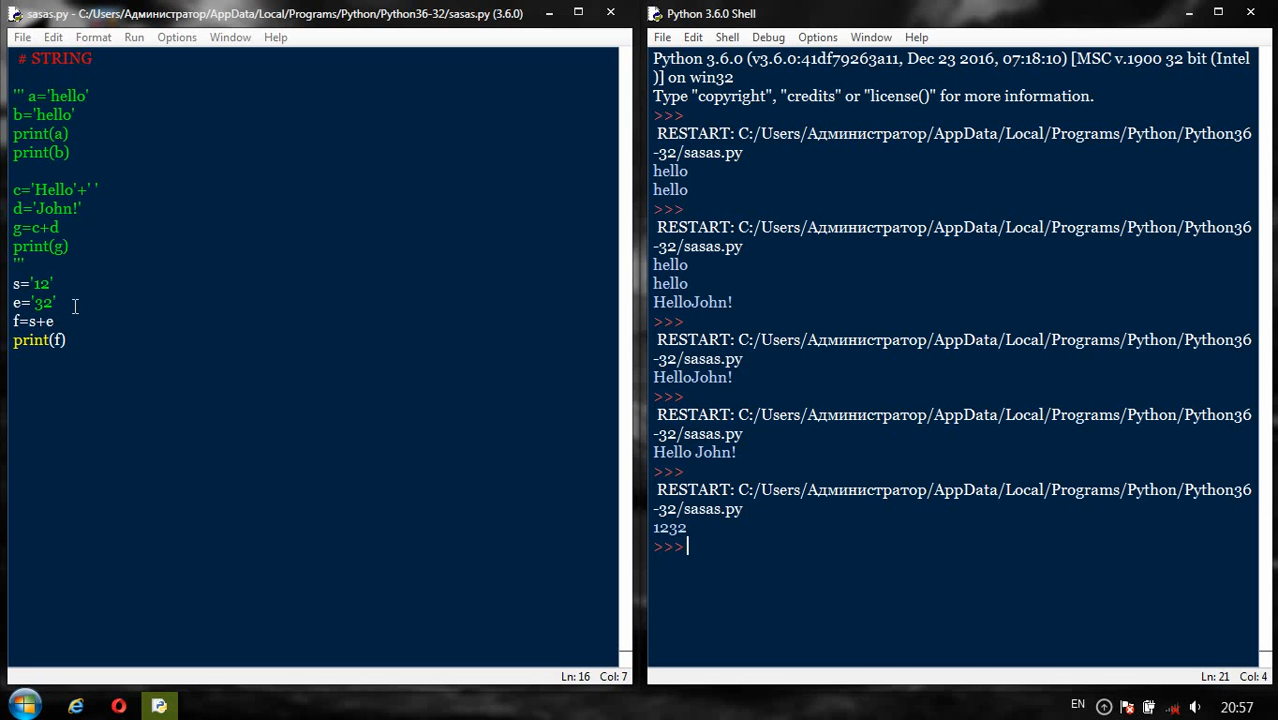 sasas.py - C:/Users/Администратор/AppData/Local/Programs/Python/Python36-32/sasas.py (3.6.0)
File Edit Format Run Options Window Help
# STRING
''' a='hello'
b='hello'
print(a)
print(b)
c='Hello'+' '
d='John!'
g=c+d
print(g)
'''
s='12'
e='32'
f=s+e
print(f)
Ln: 16 Col: 7
Python 3.6.0 Shell
File Edit Shell Debug Options Window Help
Python 3.6.0 (v3.6.0:41df79263a11, Dec 23 2016, 07:18:10) [MSC v.1900 32 bit (Intel
)] on win32
Type "copyright", "credits" or "license()" for more information.
>>>
RESTART: C:/Users/Администратор/AppData/Local/Programs/Python/Python36
-32/sasas.py
hello
hello
>>>
RESTART: C:/Users/Администратор/AppData/Local/Programs/Python/Python36
-32/sasas.py
hello
hello
HelloJohn!
>>>
RESTART: C:/Users/Администратор/AppData/Local/Programs/Python/Python36
-32/sasas.py
HelloJohn!
>>>
RESTART: C:/Users/Администратор/AppData/Local/Programs/Python/Python36
-32/sasas.py
Hello John!
>>>
RESTART: C:/Users/Администратор/AppData/Local/Programs/Python/Python36
-32/sasas.py
1232
>>>
Ln: 21 Col: 4
EN 20:57